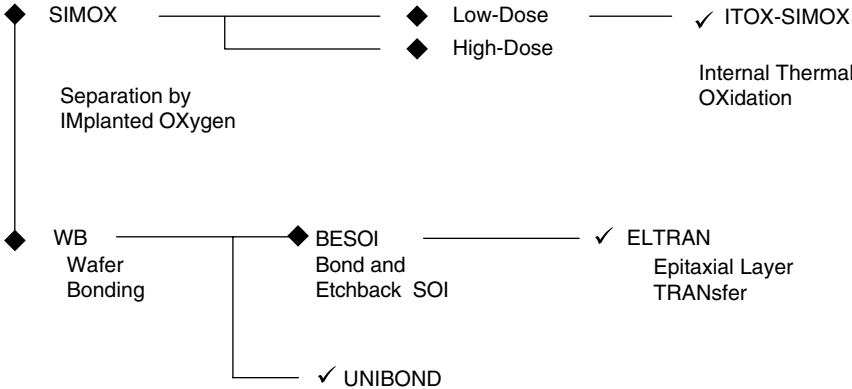 SIMOX
Low-Dose
✓ ITOX-SIMOX
High-Dose
Internal Thermal
OXidation
Separation by
IMplanted OXygen
WB
Wafer
Bonding
BESOI
Bond and
Etchback SOI
✓ ELTRAN
Epitaxial Layer
TRANsfer
✓ UNIBOND